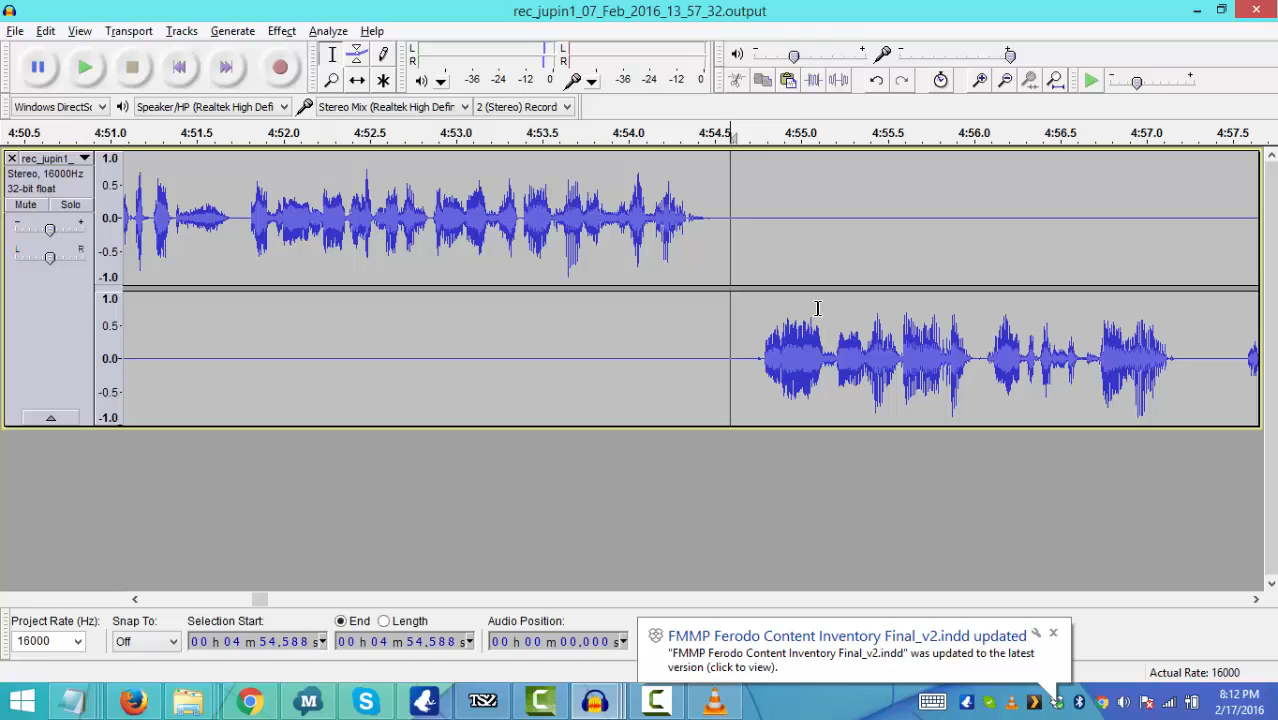 rec_jupin1_07_Feb_2016_13_57_32.output
File Edit View Transport Tracks Generate Effect Analyze Help
L
R
-36 -24 -12 0
L
R
-36 -24 -12 0
Windows DirectSc Speaker/HP (Realtek High Defi Stereo Mix (Realtek High Defir 2 (Stereo) Record
4:50.5 4:51.0 4:51.5 4:52.0 4:52.5 4:53.0 4:53.5 4:54.0 4:54.5 4:55.0 4:55.5 4:56.0 4:56.5 4:57.0 4:57.5
rec_jupin1_
Stereo, 16000Hz
32-bit float
Mute Solo
- +
L R
1.0
0.5
0.0
-0.5
-1.0
1.0
0.5
0.0
-0.5
-1.0
Project Rate (Hz): Snap To: Selection Start: End Length Audio Position:
16000 Off 00 h 04 m 54.588 s 00 h 04 m 54.588 s 00 h 00 m 00.000 s
FMMP Ferodo Content Inventory Final_v2.indd updated
"FMMP Ferodo Content Inventory Final_v2.indd" was updated to the latest
version (click to view).
Actual Rate: 16000
M S TSZ C C
8:12 PM
2/17/2016